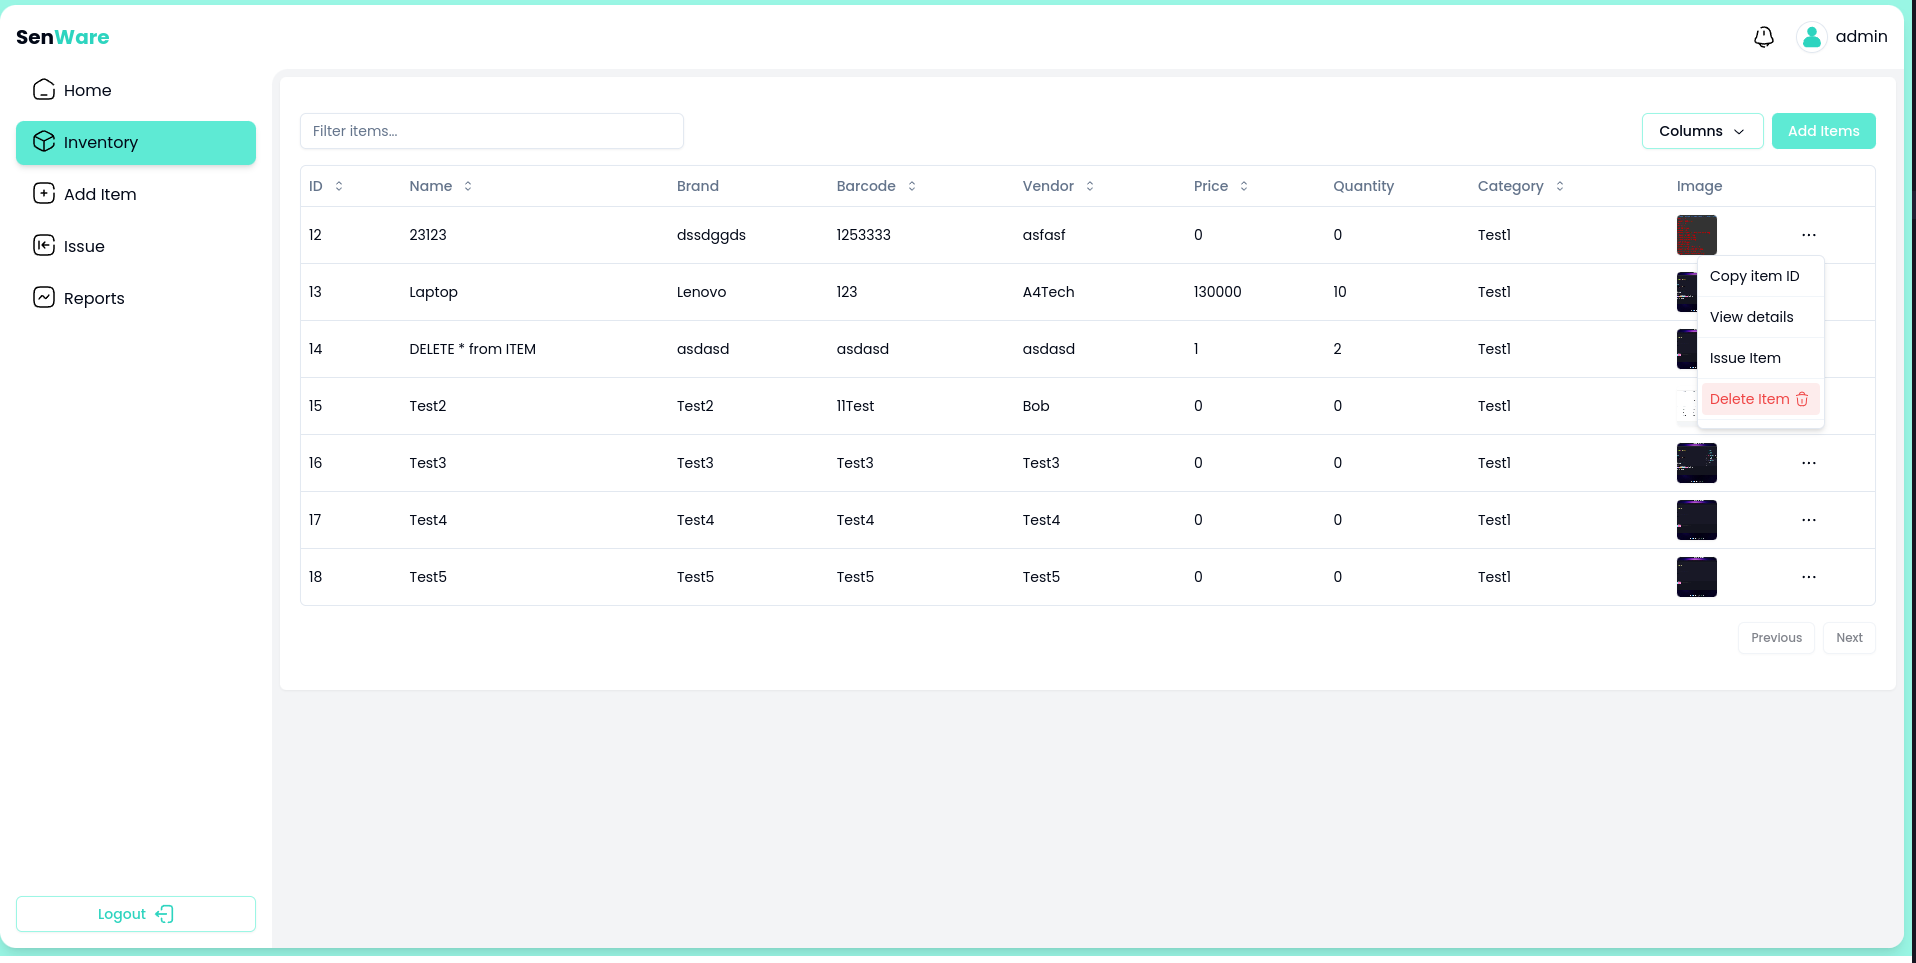 SenWare
admin
Home
Inventory
Add Item
Issue
Reports
Logout
Filter items...
Columns
Add Items
ID Name Brand Barcode Vendor Price Quantity Category Image
12 23123 dssdggds 1253333 asfasf 0 0 Test1 ...
13 Laptop Lenovo 123 A4Tech 130000 10 Test1
14 DELETE * from ITEM asdasd asdasd asdasd 1 2 Test1
15 Test2 Test2 11Test Bob 0 0 Test1
16 Test3 Test3 Test3 Test3 0 0 Test1 ...
17 Test4 Test4 Test4 Test4 0 0 Test1 ...
18 Test5 Test5 Test5 Test5 0 0 Test1 ...
Copy item ID
View details
Issue Item
Delete Item
Previous
Next